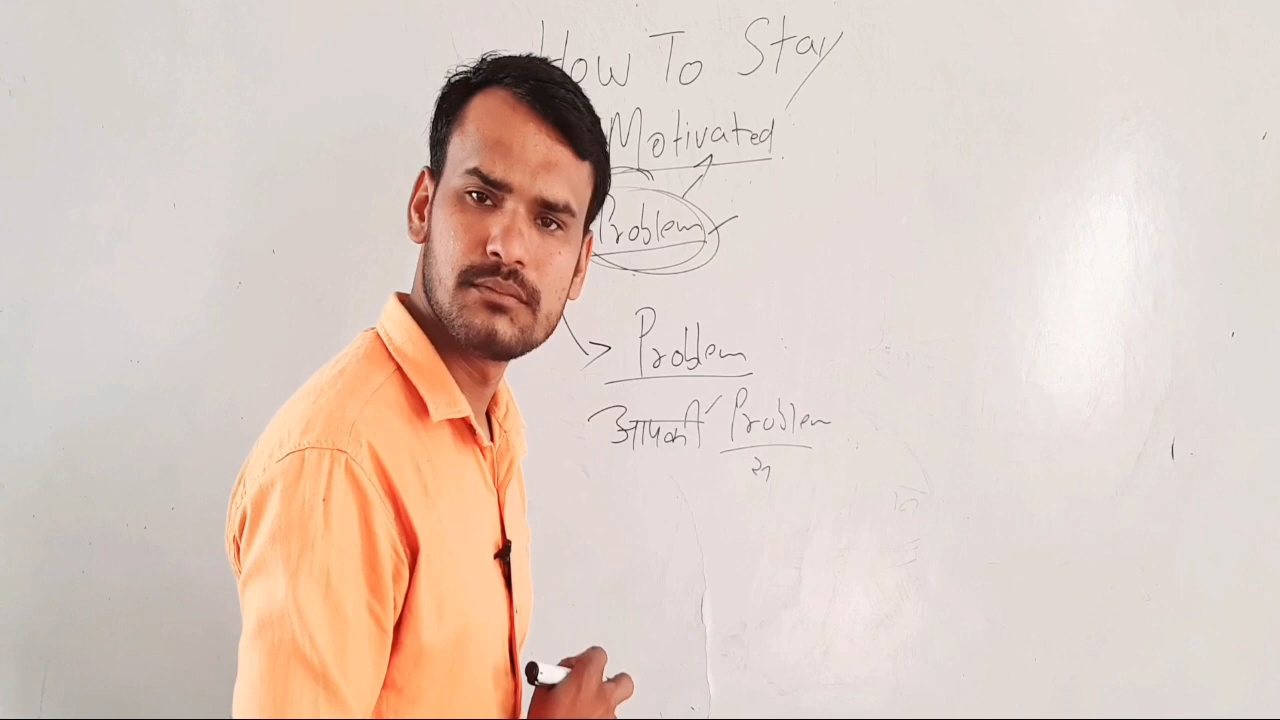 How To Stay
Motivated
Problem
Problem
आपकी Problem